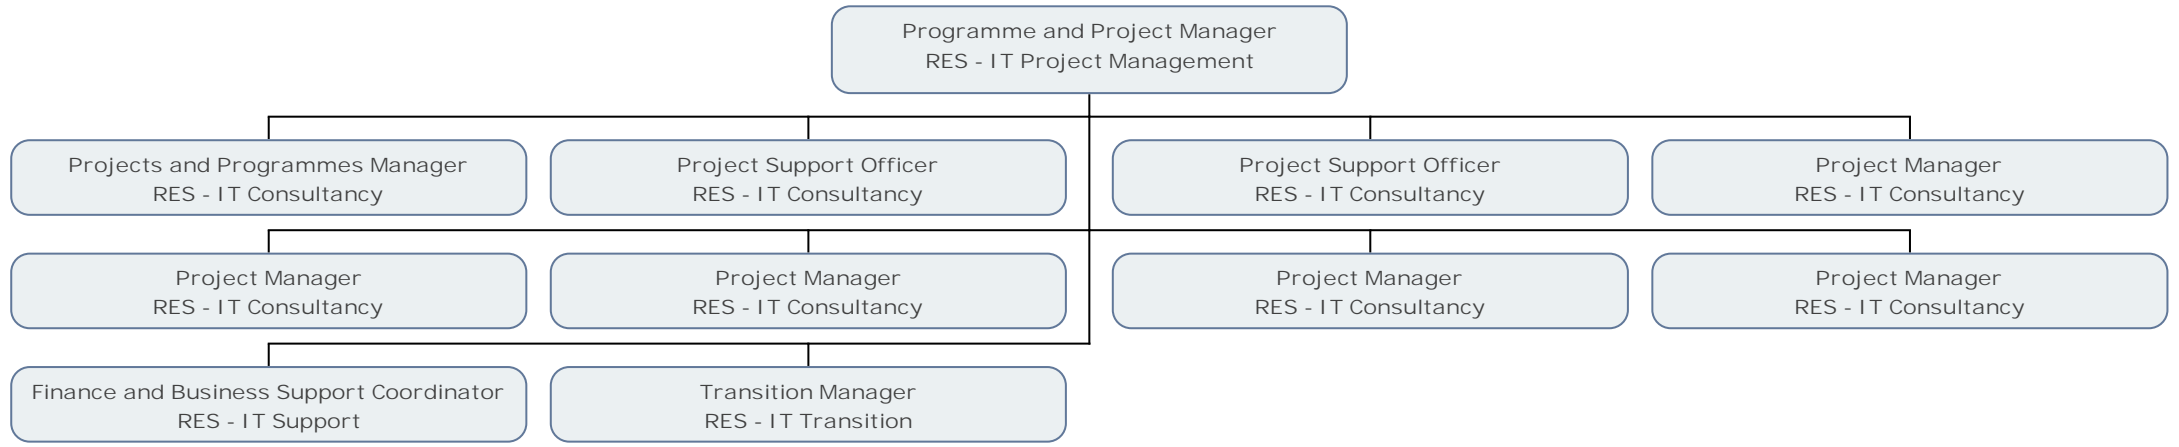 Programme and Project Manager
RES - IT Project Management
Projects and Programmes Manager
RES - IT Consultancy
Project Support Officer
RES - IT Consultancy
Project Support Officer
RES - IT Consultancy
Project Manager
RES - IT Consultancy
Project Manager
RES - IT Consultancy
Project Manager
RES - IT Consultancy
Project Manager
RES - IT Consultancy
Project Manager
RES - IT Consultancy
Finance and Business Support Coordinator
RES - IT Support
Transition Manager
RES - IT Transition